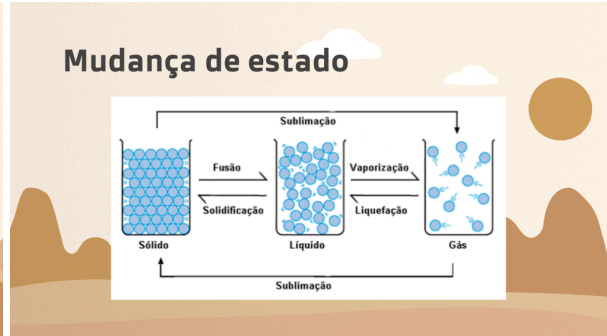 Mudança de estado
Sublimação
Fusão
Vaporização
Solidificação
Liquefação
Sólido
Líquido
Gás
Sublimação